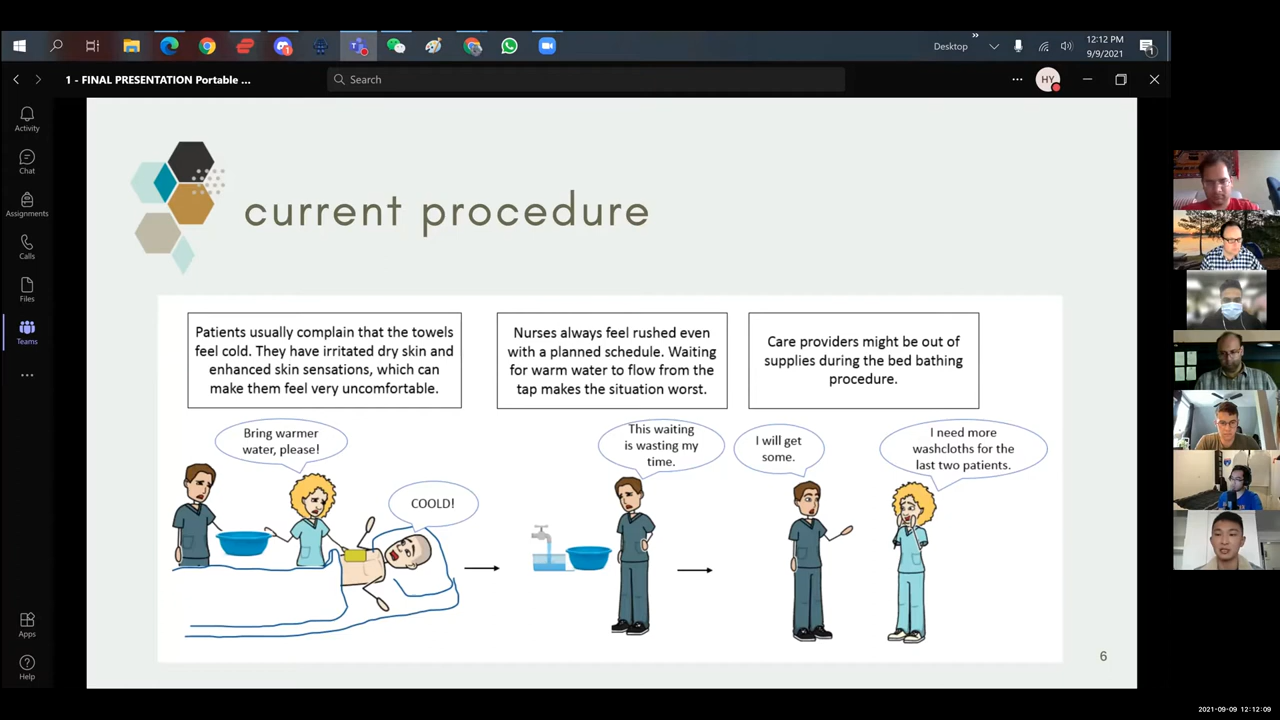 Desktop
»
12:12 PM
9/9/2021
1
1 - FINAL PRESENTATION Portable ...
Search
HY
Activity
Chat
Assignments
Calls
Files
Teams
Apps
Help
current procedure
Patients usually complain that the towels
feel cold. They have irritated dry skin and
enhanced skin sensations, which can
make them feel very uncomfortable.
Nurses always feel rushed even
with a planned schedule. Waiting
for warm water to flow from the
tap makes the situation worst.
Care providers might be out of
supplies during the bed bathing
procedure.
Bring warmer
water, please!
COOLD!
This waiting
is wasting my
time.
I will get
some.
I need more
washcloths for the
last two patients.
6
2021-09-09 12:12:09